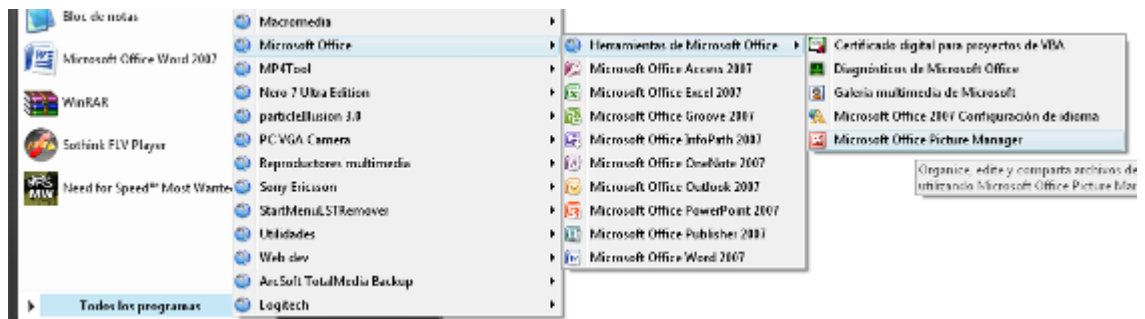 Bloc de notas
Microsoft Office Word 2007
WinRAR
Sothink FLV Player
Need for Speed™ Most Wante
Todos los programas
Macromedia
Microsoft Office
MP4Tool
Nero 7 Ultra Edition
particleIllusion 3.0
PC VGA Camera
Reproductores multimedia
Sony Ericsson
StartMenuLSTRemover
Utilidades
Web dev
ArcSoft TotalMedia Backup
Logitech
Herramientas de Microsoft Office
Microsoft Office Access 2007
Microsoft Office Excel 2007
Microsoft Office Groove 2007
Microsoft Office InfoPath 2007
Microsoft Office OneNote 2007
Microsoft Office Outlook 2007
Microsoft Office PowerPoint 2007
Microsoft Office Publisher 2007
Microsoft Office Word 2007
Certificado digital para proyectos de VBA
Diagnósticos de Microsoft Office
Galería multimedia de Microsoft
Microsoft Office 2007 Configuración de idioma
Microsoft Office Picture Manager
Organice, edite y comparta archivos de
utilizando Microsoft Office Picture Mar